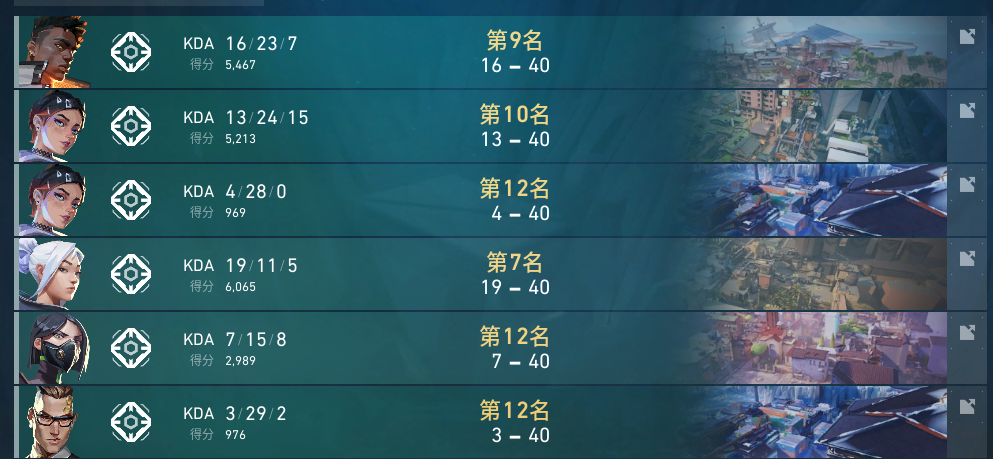 KDA 16/23/7
得分 5,467
第9名
16 – 40
KDA 13/24/15
得分 5,213
第10名
13 – 40
KDA 4/28/0
得分 969
第12名
4 – 40
KDA 19/11/5
得分 6,065
第7名
19 – 40
KDA 7/15/8
得分 2,989
第12名
7 – 40
KDA 3/29/2
得分 976
第12名
3 – 40